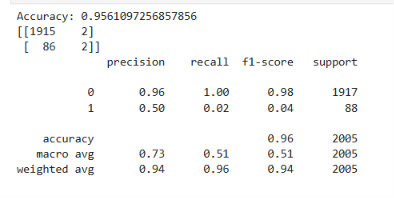 Accuracy: 0.9561097256857856
[[1915    2]
 [  86    2]]
              precision    recall  f1-score   support

           0       0.96      1.00      0.98      1917
           1       0.50      0.02      0.04        88

    accuracy                           0.96      2005
   macro avg       0.73      0.51      0.51      2005
weighted avg       0.94      0.96      0.94      2005